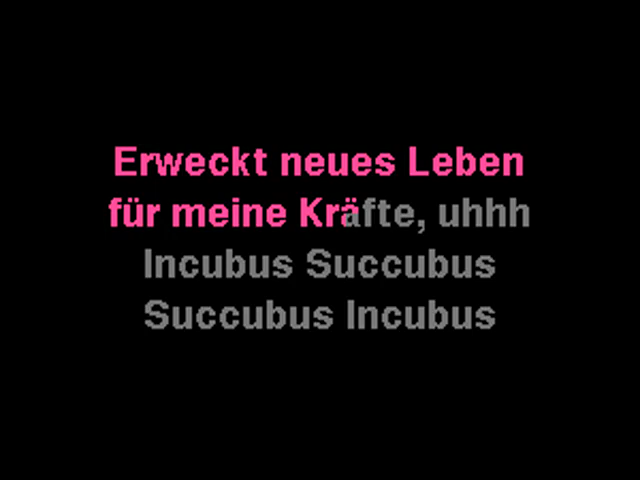 Erweckt neues Leben
für meine Kräfte, uhhh
Incubus Succubus
Succubus Incubus